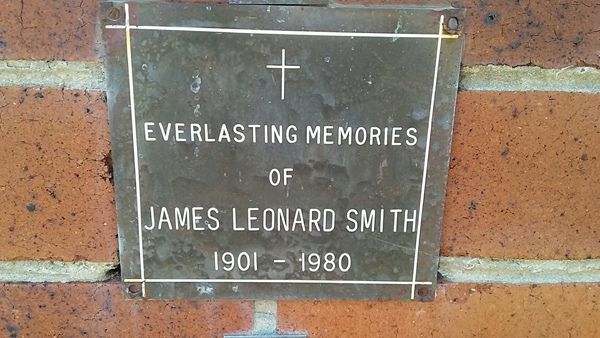 EVERLASTING MEMORIES
OF
JAMES LEONARD SMITH
1901 - 1980